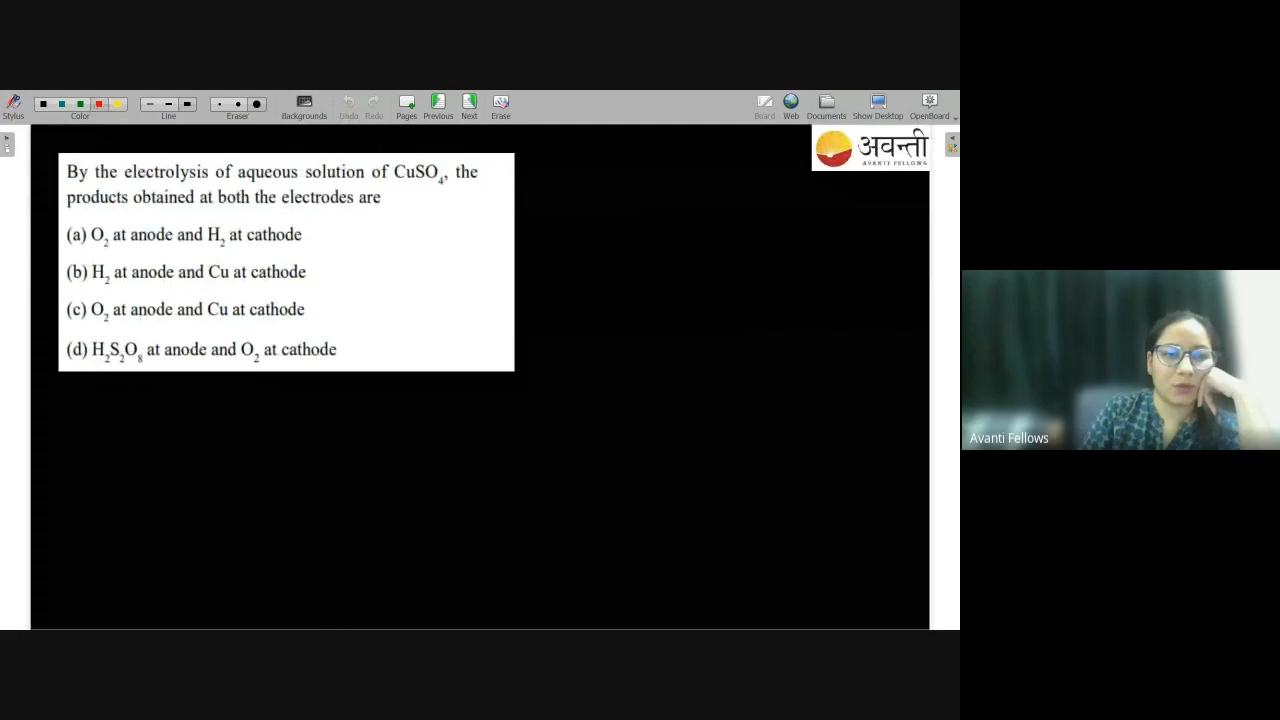 Stylus
Color
Line
Eraser
Backgrounds
Undo
Redo
Pages
Previous
Next
Erase
Board
Web
Documents
Show Desktop
OpenBoard
अवन्ती
AVANTI FELLOWS
By the electrolysis of aqueous solution of CuSO₄, the
products obtained at both the electrodes are
(a) O₂ at anode and H₂ at cathode
(b) H₂ at anode and Cu at cathode
(c) O₂ at anode and Cu at cathode
(d) H₂S₂O₈ at anode and O₂ at cathode
Avanti Fellows